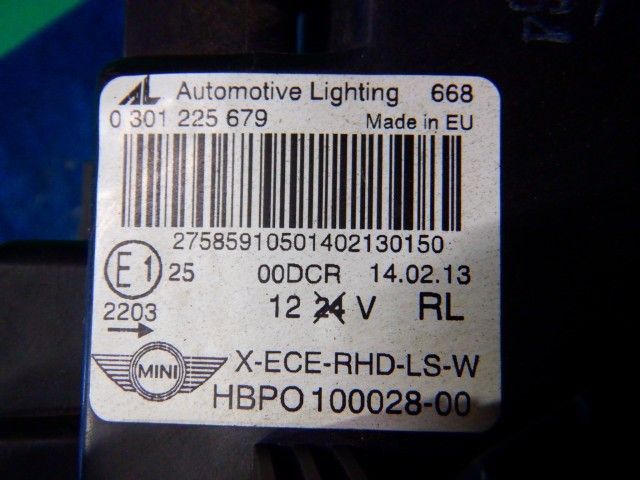 AL Automotive Lighting 668
0 301 225 679 Made in EU
27585910501402130150
E1 25 00DCR 14.02.13
2203 12 24 V RL
MINI X-ECE-RHD-LS-W
HBPO 100028-00